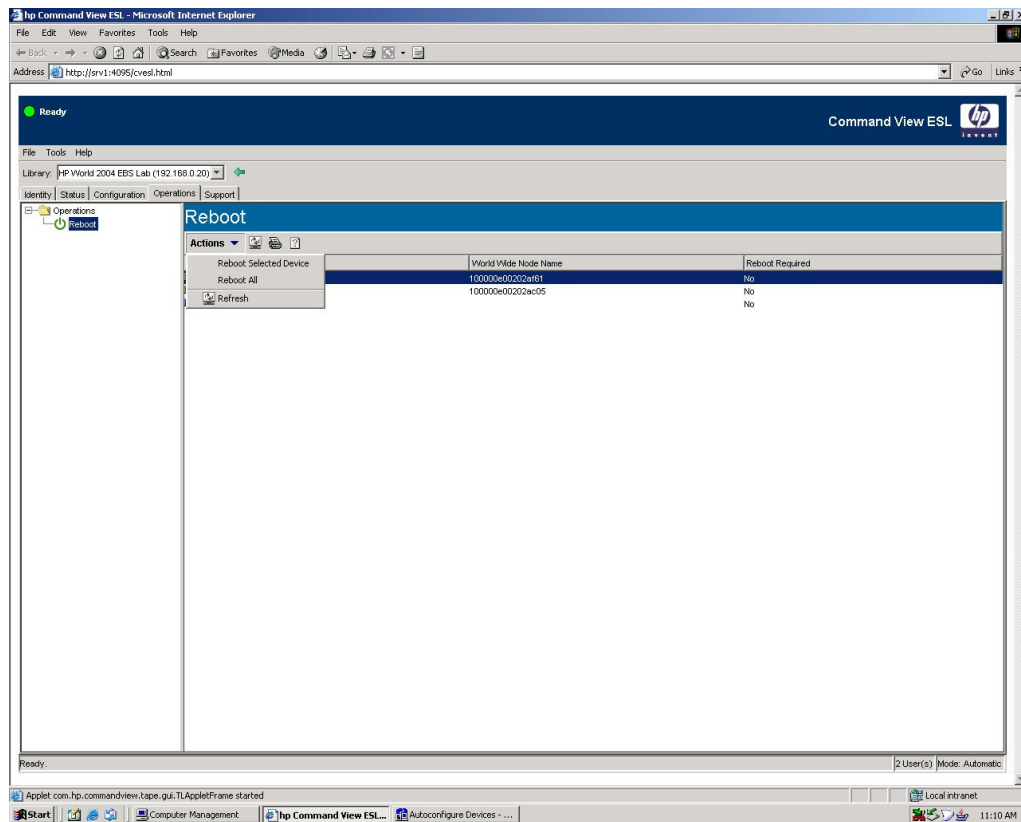 hp Command View ESL - Microsoft Internet Explorer
File Edit View Favorites Tools Help
Back Search Favorites Media
Address http://srv1:4095/cvesl.html Go Links
Ready
Command View ESL
hp
invent
File Tools Help
Library: HP World 2004 EBS Lab (192.168.0.20)
Identity Status Configuration Operations Support
Operations
Reboot
Reboot
Actions
Reboot Selected Device
Reboot All
Refresh
World Wide Node Name Reboot Required
100000e00202af61 No
100000e00202ac05 No
No
Ready. 2 User(s) Mode: Automatic
Applet com.hp.commandview.tape.gui.TLAppletFrame started Local intranet
Start Computer Management hp Command View ESL... Autoconfigure Devices - ... 11:10 AM